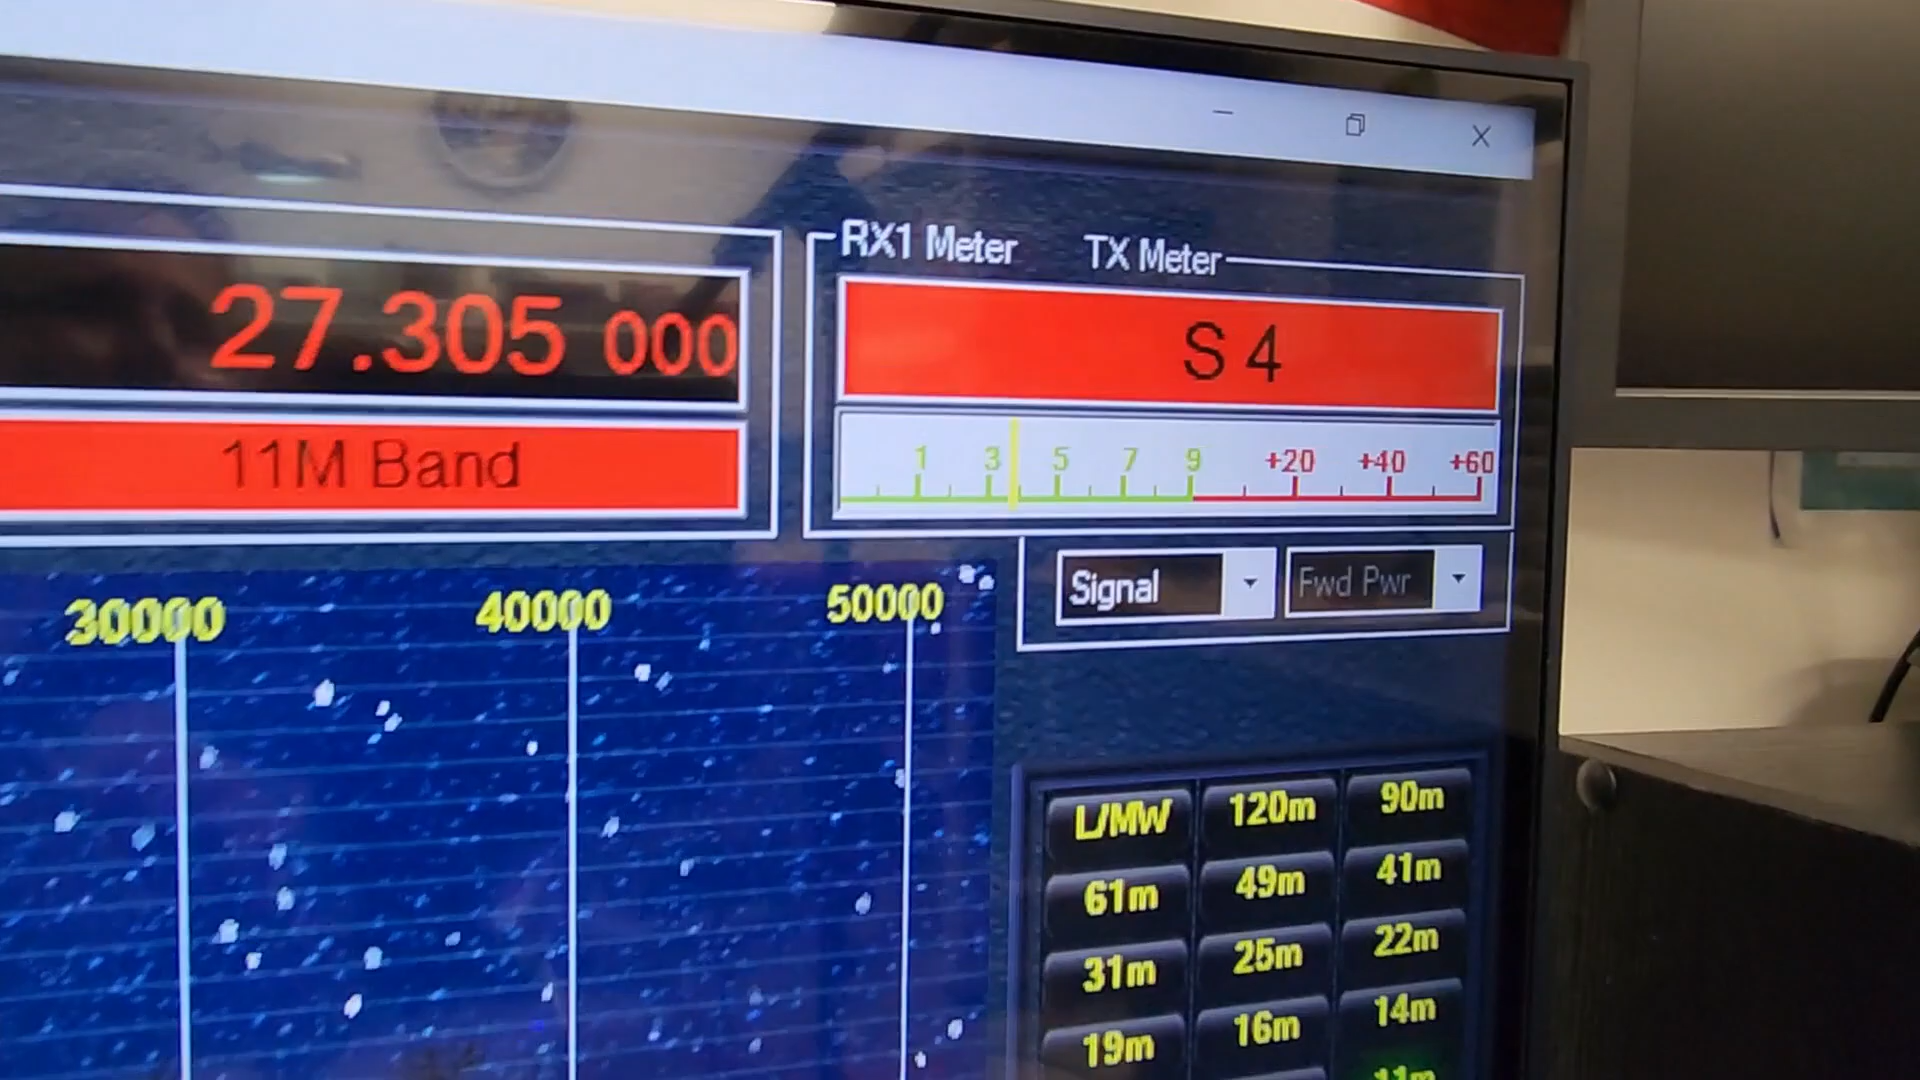 RX1 Meter TX Meter
27.305 000
S 4
11M Band
1 3 5 7 9 +20 +40 +60
Signal Fwd Pwr
30000 40000 50000
L/MW 120m 90m
61m 49m 41m
31m 25m 22m
19m 16m 14m
11m